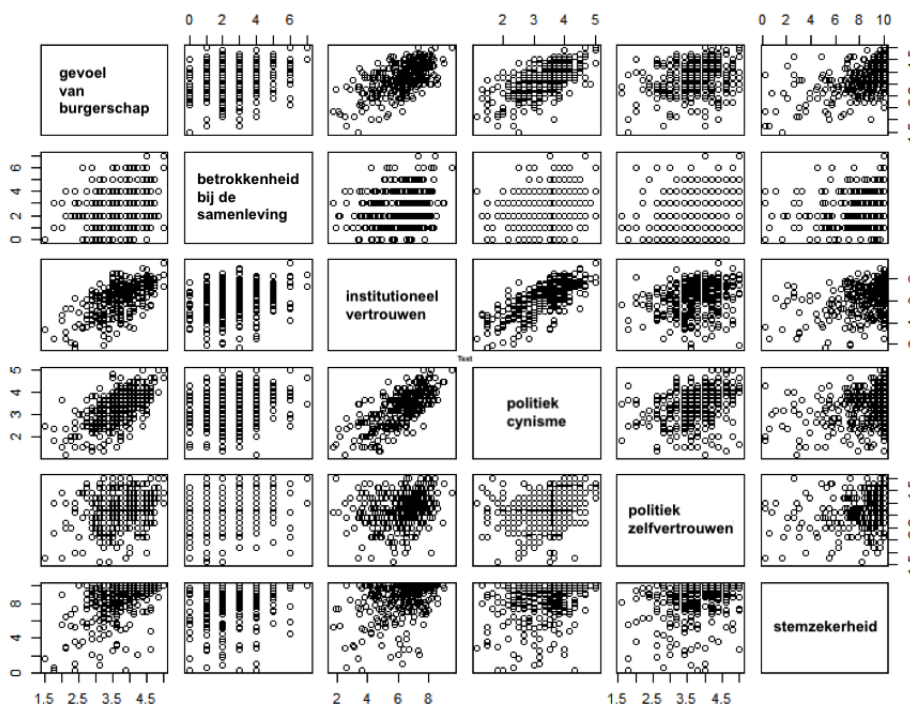 0 2 4 6
1 2 3 4 5
0 2 4 6 8 10
gevoel
van
burgerschap
betrokkenheid
bij de
samenleving
0 2 4 6
institutioneel
vertrouwen
Text
2 3 4 5
politiek
cynisme
politiek
zelfvertrouwen
0 4 8
stemzekerheid
1.5 2.5 3.5 4.5
2 4 6 8
1.5 2.5 3.5 4.5